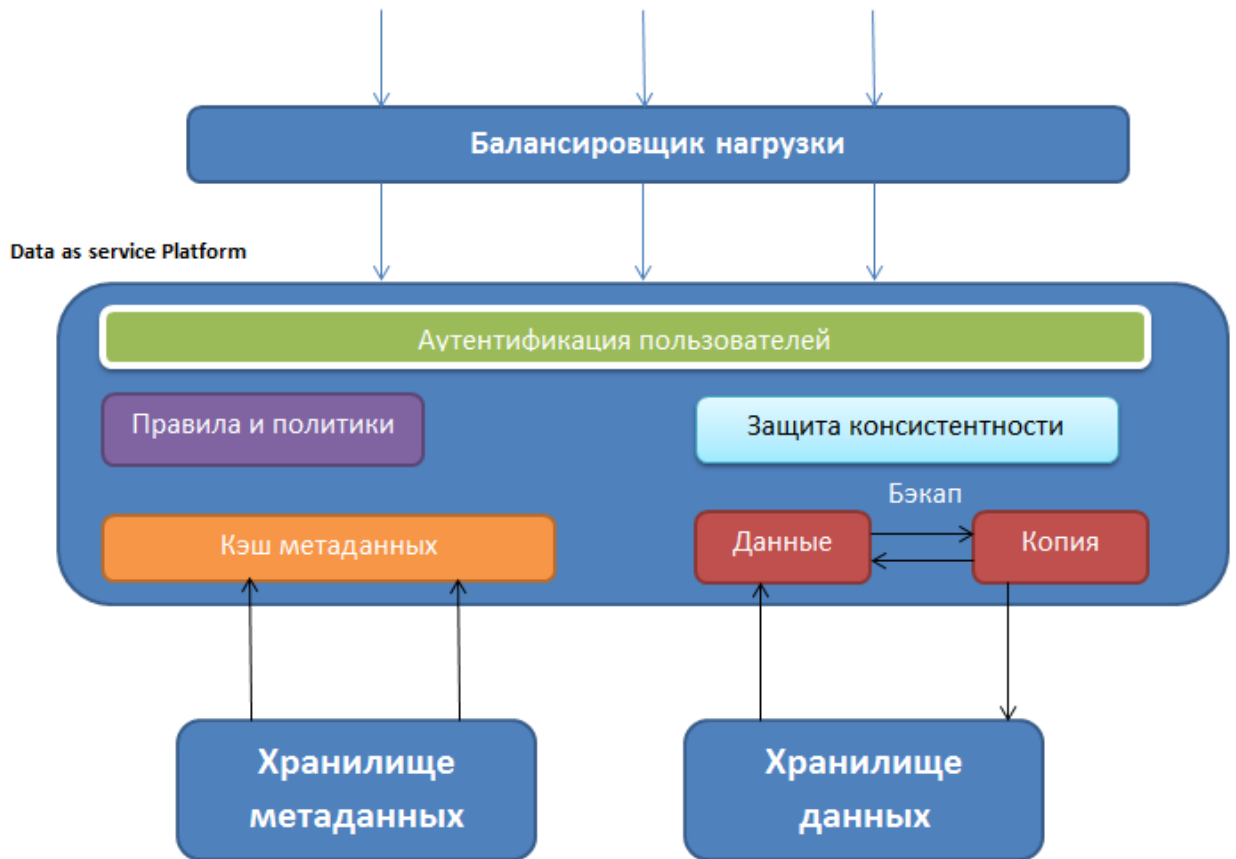 Балансировщик нагрузки
Data as service Platform
Аутентификация пользователей
Правила и политики
Защита консистентности
Бэкап
Кэш метаданных
Данные
Копия
Хранилище
метаданных
Хранилище
данных